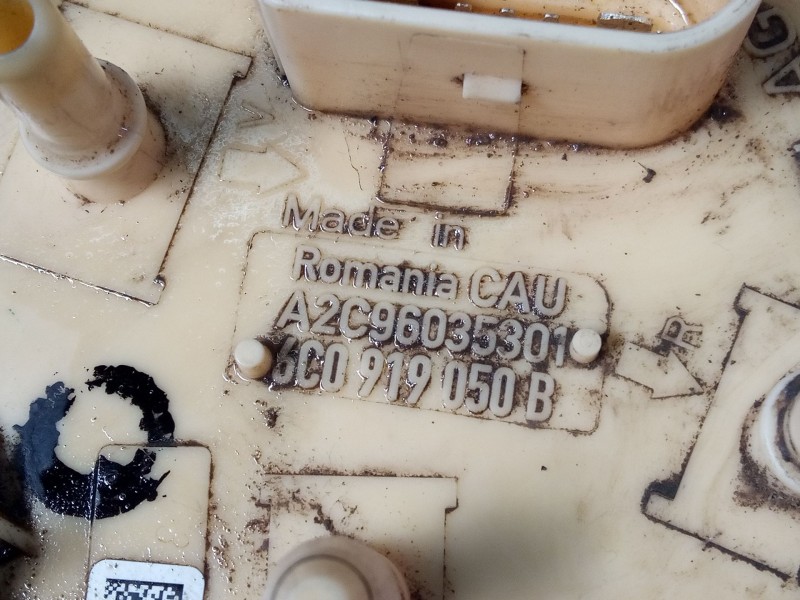 Made in
Romania CAU
A2C96035301
6C0 919 050 B
R